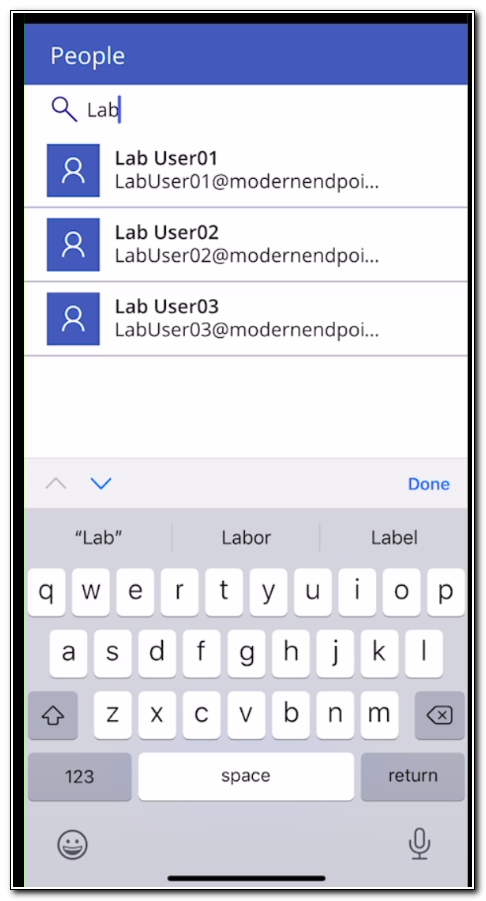 People
Lab
Lab User01
LabUser01@modernendpoi...
Lab User02
LabUser02@modernendpoi...
Lab User03
LabUser03@modernendpoi...
Done
“Lab” Labor Label
q w e r t y u i o p
a s d f g h j k l
z x c v b n m
123 space return